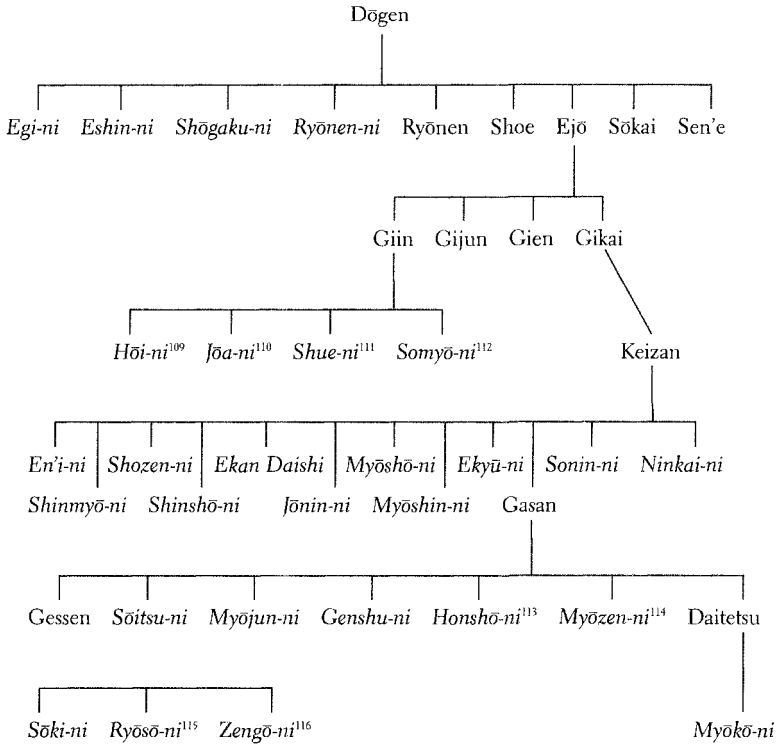 Dōgen
Egi-ni Eshin-ni Shōgaku-ni Ryōnen-ni Ryōnen Shoe Ejō Sōkai Sen'e
Giin Gijun Gien Gikai
Hōi-ni¹⁰⁹ Jōa-ni¹¹⁰ Shue-ni¹¹¹ Somyō-ni¹¹² Keizan
En'i-ni Shozen-ni Ekan Daishi Myōshō-ni Ekyū-ni Sonin-ni Ninkai-ni
Shinmyō-ni Shinshō-ni Jōnin-ni Myōshin-ni Gasan
Gessen Sōitsu-ni Myōjun-ni Genshu-ni Honshō-ni¹¹³ Myōzen-ni¹¹⁴ Daitetsu
Sōki-ni Ryōsō-ni¹¹⁵ Zengō-ni¹¹⁶ Myōkō-ni